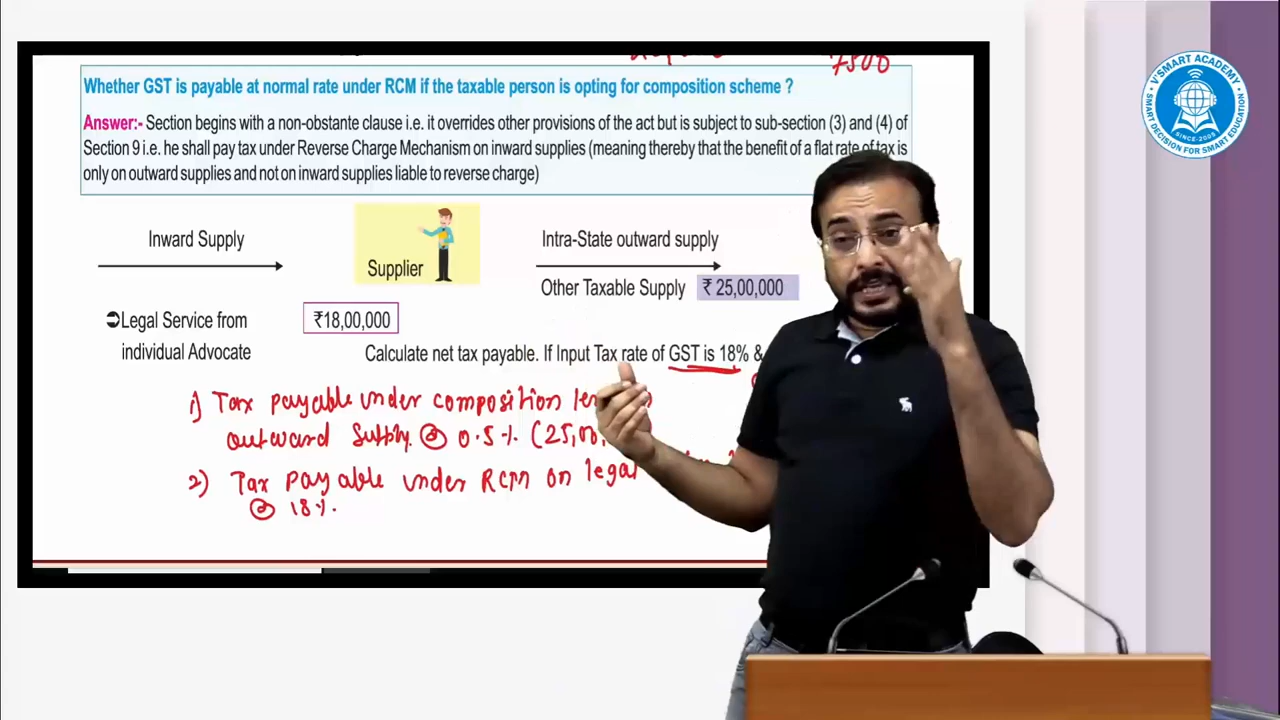 7500
Whether GST is payable at normal rate under RCM if the taxable person is opting for composition scheme ?
Answer:- Section begins with a non-obstante clause i.e. it overrides other provisions of the act but is subject to sub-section (3) and (4) of
Section 9 i.e. he shall pay tax under Reverse Charge Mechanism on inward supplies (meaning thereby that the benefit of a flat rate of tax is
only on outward supplies and not on inward supplies liable to reverse charge)
Inward Supply
Supplier
Intra-State outward supply
Other Taxable Supply ₹ 25,00,000
➲Legal Service from
individual Advocate
₹18,00,000
Calculate net tax payable. If Input Tax rate of GST is 18% &
1) Tax payable under composition
outward supply @ 0.5% (25,00,
2) Tax payable under RCM on legal
@ 18%.
V'SMART ACADEMY
SINCE-2005
SMART DECISION FOR SMART EDUCATION